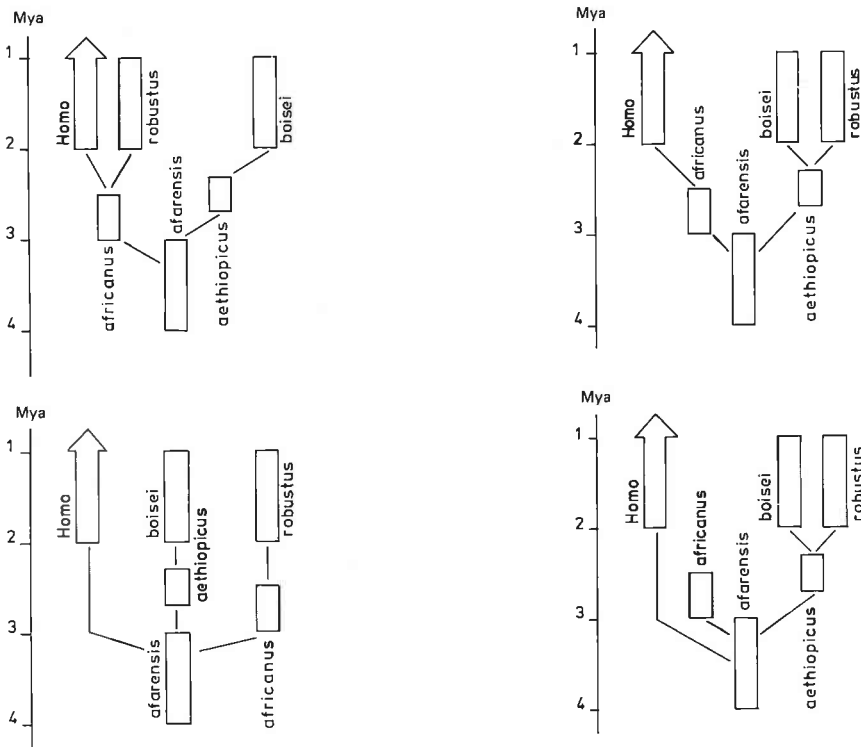 Mya
1
2
3
4
Homo
robustus
africanus
afarensis
aethiopicus
boisei
Mya
1
2
3
4
Homo
africanus
afarensis
boisei
robustus
aethiopicus
Mya
1
2
3
4
Homo
afarensis
boisei
aethiopicus
robustus
africanus
Mya
1
2
3
4
Homo
africanus
afarensis
boisei
robustus
aethiopicus